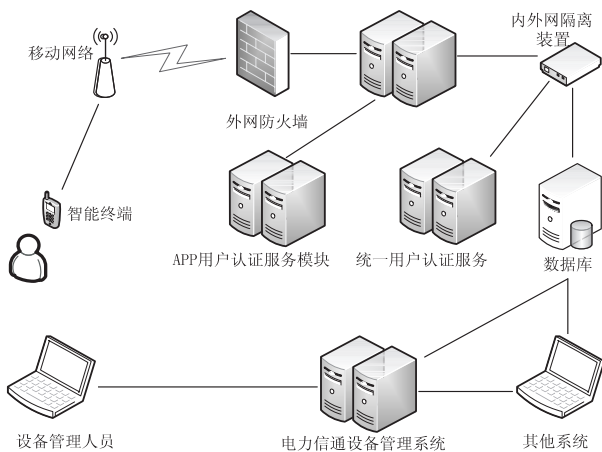 内外网隔离
装置
移动网络
外网防火墙
智能终端
APP用户认证服务模块
统一用户认证服务
数据库
设备管理人员
电力信通设备管理系统
其他系统